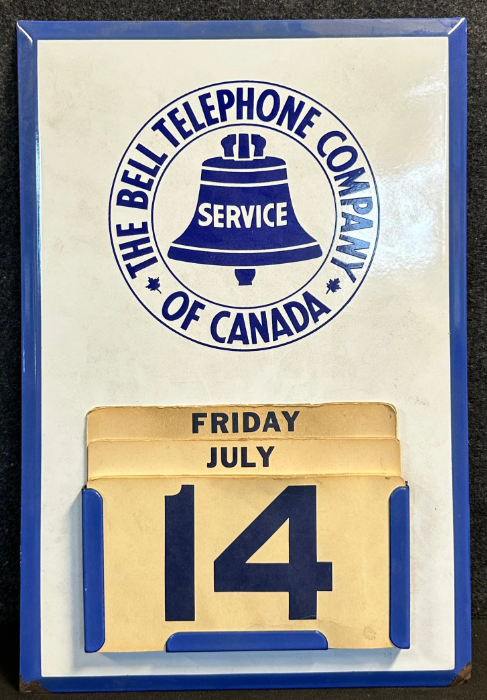 THE BELL TELEPHONE COMPANY
OF CANADA
SERVICE
FRIDAY
JULY
14